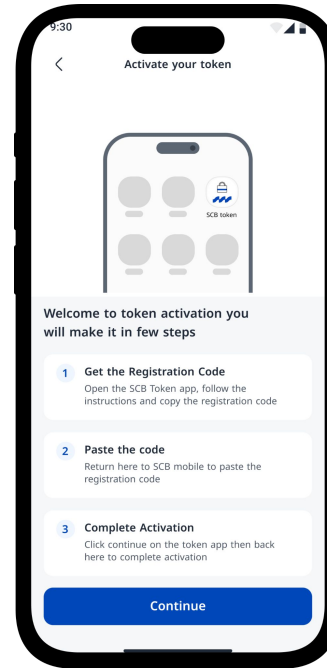 9:30
Activate your token
SCB token
Welcome to token activation you
will make it in few steps
1 Get the Registration Code
Open the SCB Token app, follow the
instructions and copy the registration code
2 Paste the code
Return here to SCB mobile to paste the
registration code
3 Complete Activation
Click continue on the token app then back
here to complete activation
Continue